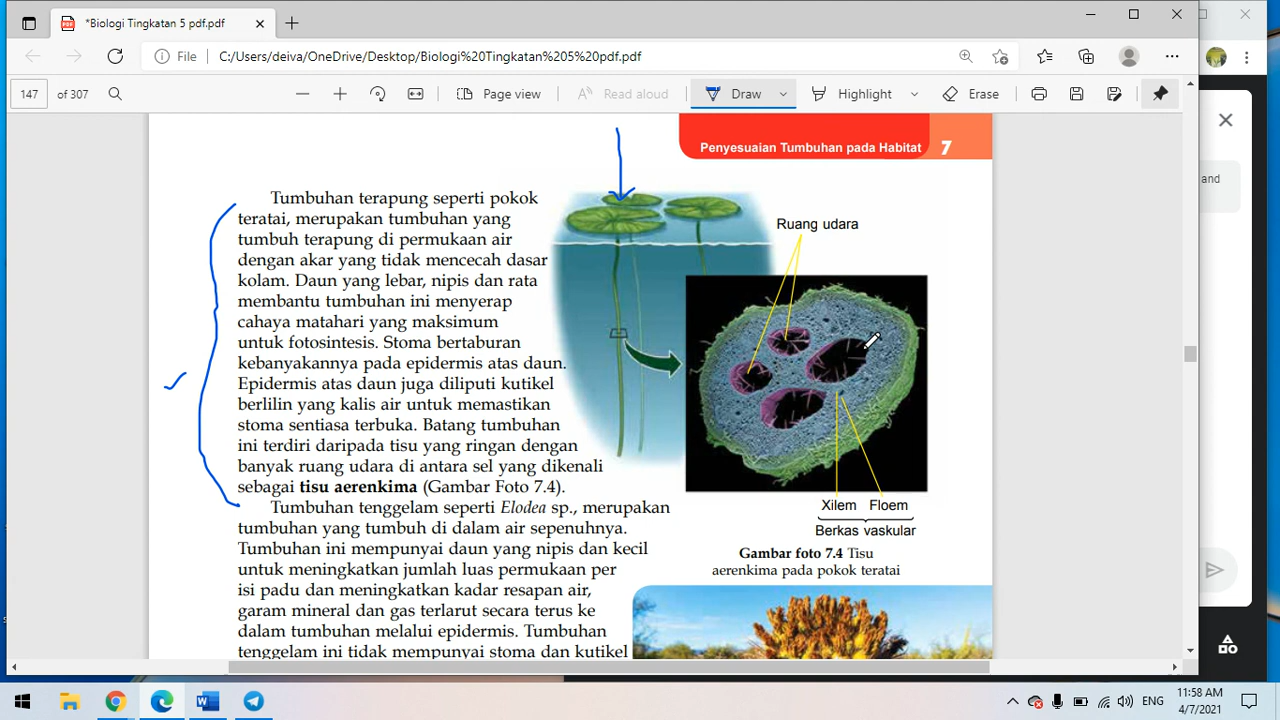 *Biologi Tingkatan 5 pdf.pdf
File C:/Users/deiva/OneDrive/Desktop/Biologi%20Tingkatan%205%20pdf.pdf
147 of 307 Page view Read aloud Draw Highlight Erase
Penyesuaian Tumbuhan pada Habitat 7
Tumbuhan terapung seperti pokok
teratai, merupakan tumbuhan yang
tumbuh terapung di permukaan air
dengan akar yang tidak mencecah dasar
kolam. Daun yang lebar, nipis dan rata
membantu tumbuhan ini menyerap
cahaya matahari yang maksimum
untuk fotosintesis. Stoma bertaburan
kebanyakannya pada epidermis atas daun.
Epidermis atas daun juga diliputi kutikel
berlilin yang kalis air untuk memastikan
stoma sentiasa terbuka. Batang tumbuhan
ini terdiri daripada tisu yang ringan dengan
banyak ruang udara di antara sel yang dikenali
sebagai tisu aerenkima (Gambar Foto 7.4).
Tumbuhan tenggelam seperti Elodea sp., merupakan
tumbuhan yang tumbuh di dalam air sepenuhnya.
Tumbuhan ini mempunyai daun yang nipis dan kecil
untuk meningkatkan jumlah luas permukaan per
isi padu dan meningkatkan kadar resapan air,
garam mineral dan gas terlarut secara terus ke
dalam tumbuhan melalui epidermis. Tumbuhan
tenggelam ini tidak mempunyai stoma dan kutikel
Ruang udara
Xilem Floem
Berkas vaskular
Gambar foto 7.4 Tisu
aerenkima pada pokok teratai
and
ENG
11:58 AM
4/7/2021